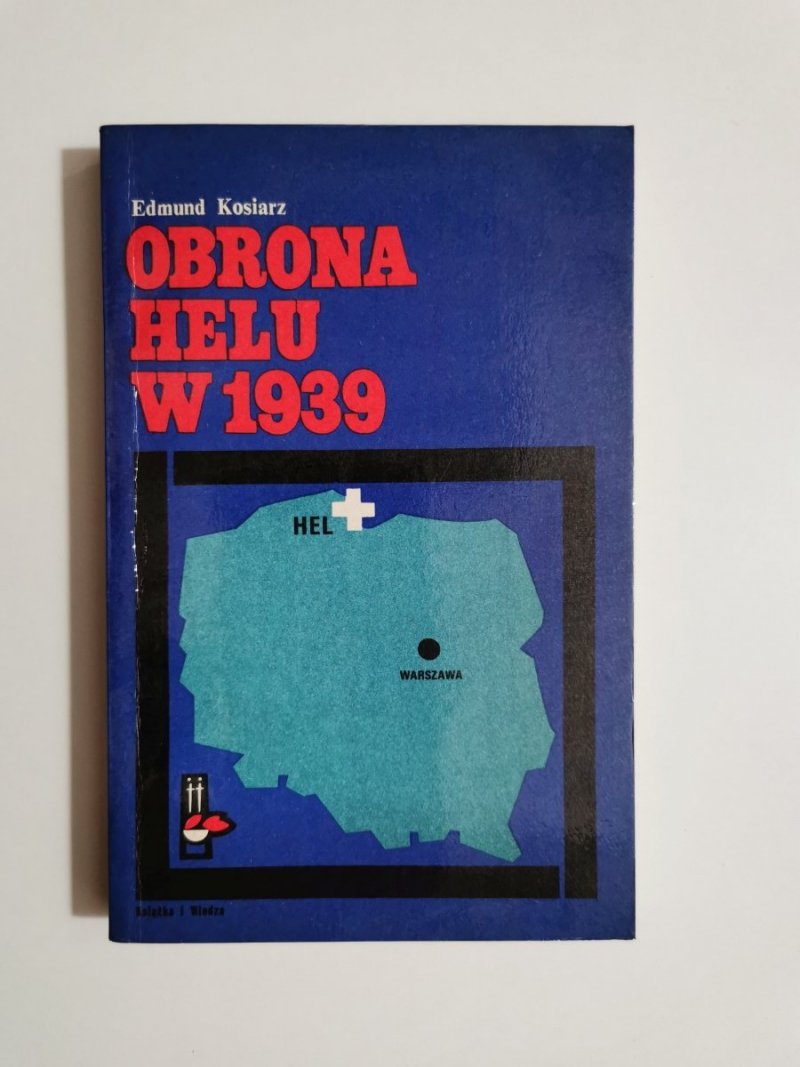 Edmund Kosiarz
OBRONA
HELU
W 1939
HEL
WARSZAWA
Książka i Wiedza